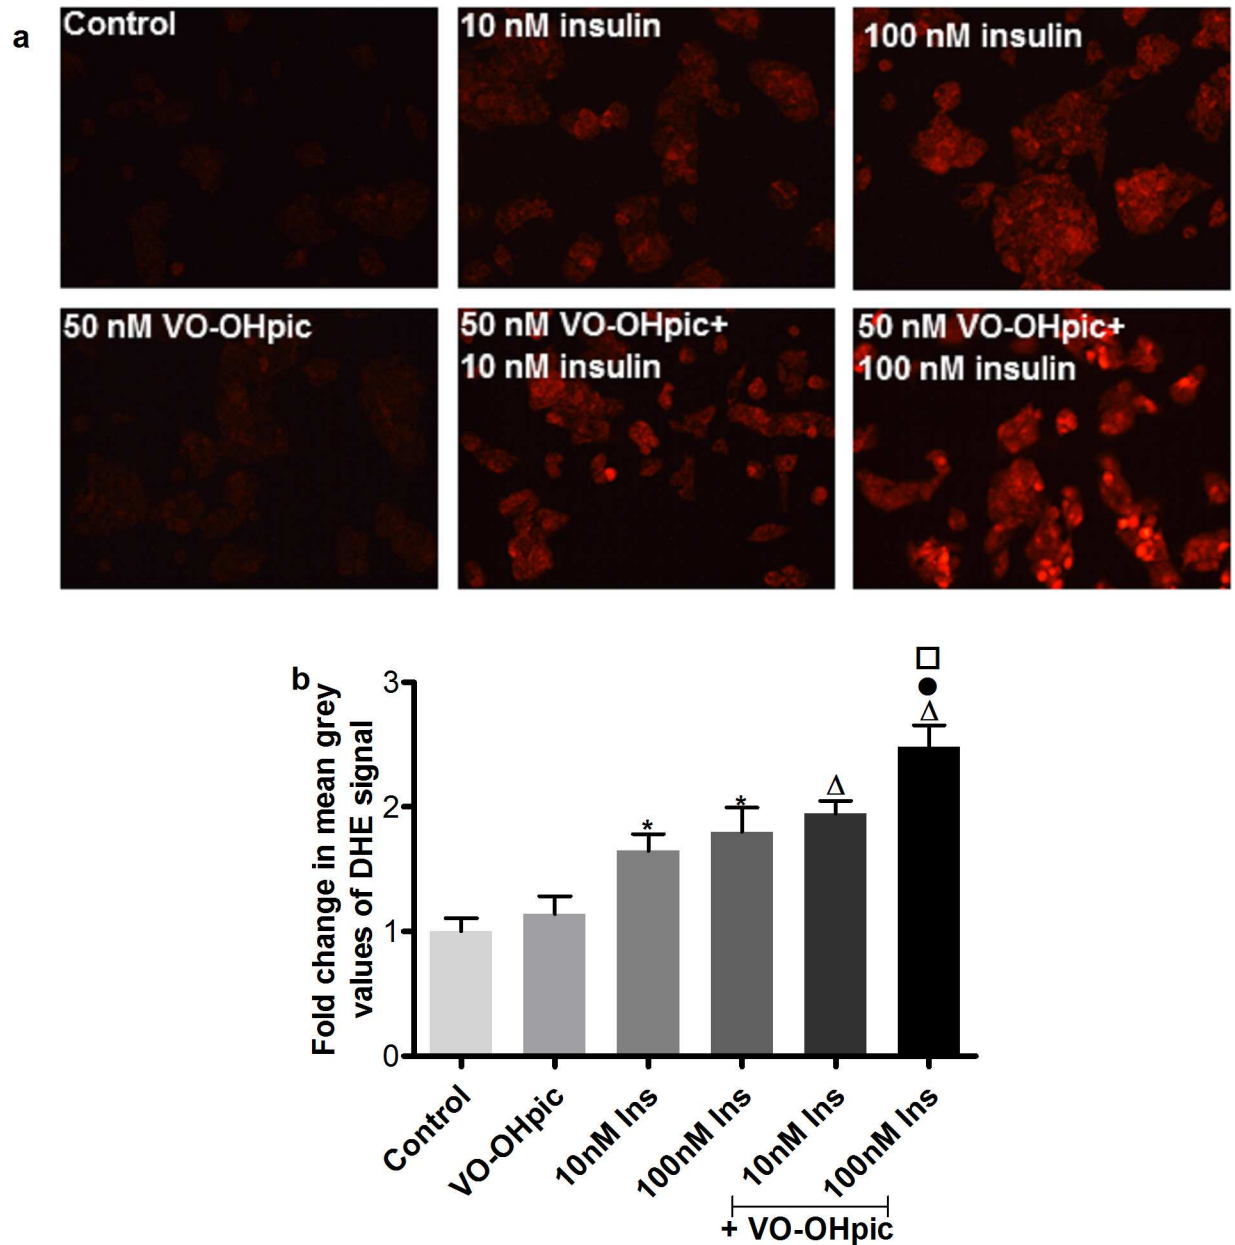 a
Control
10 nM insulin
100 nM insulin
50 nM VO-OHpic
50 nM VO-OHpic+
10 nM insulin
50 nM VO-OHpic+
100 nM insulin
b
Fold change in mean grey
values of DHE signal
3
2
1
0
*
*
Δ
□
●
Δ
Control
VO-OHpic
10nM Ins
100nM Ins
10nM Ins
100nM Ins
+ VO-OHpic